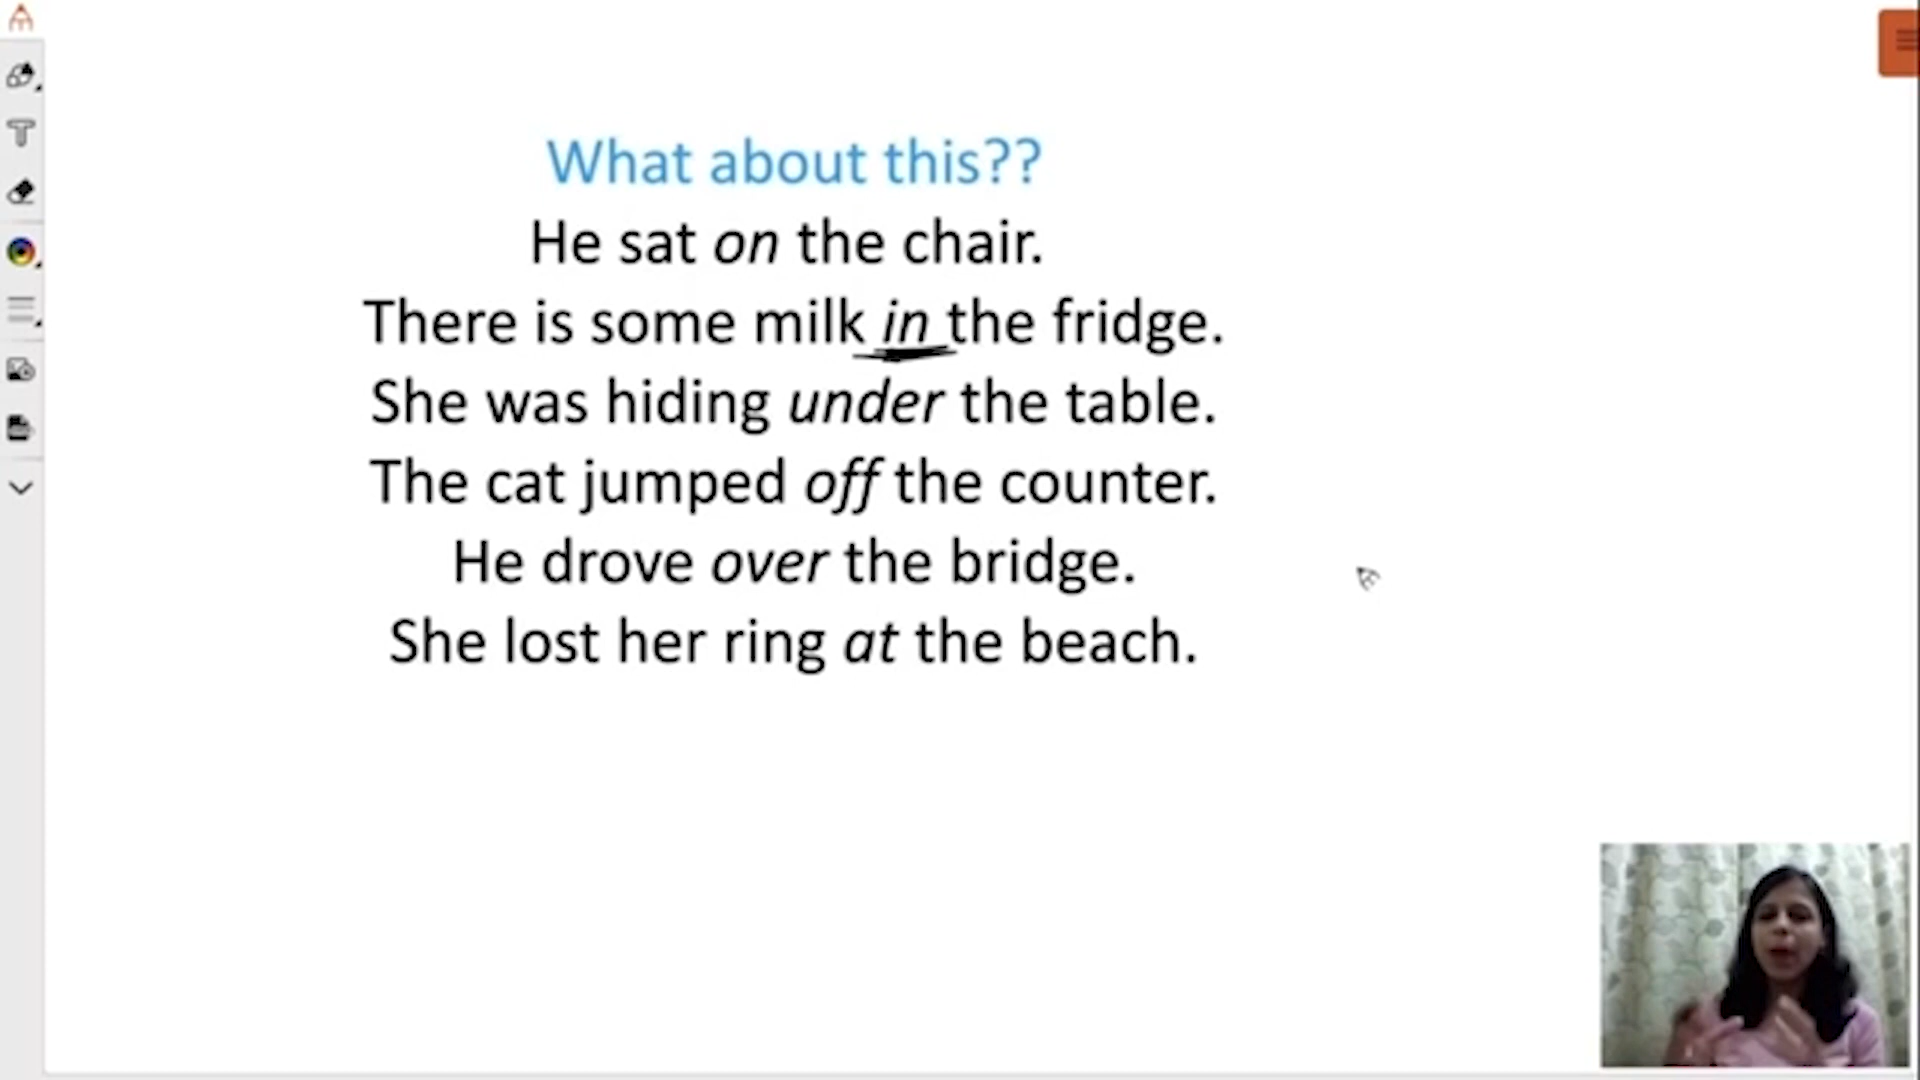 What about this??
He sat on the chair.
There is some milk in the fridge.
She was hiding under the table.
The cat jumped off the counter.
He drove over the bridge.
She lost her ring at the beach.